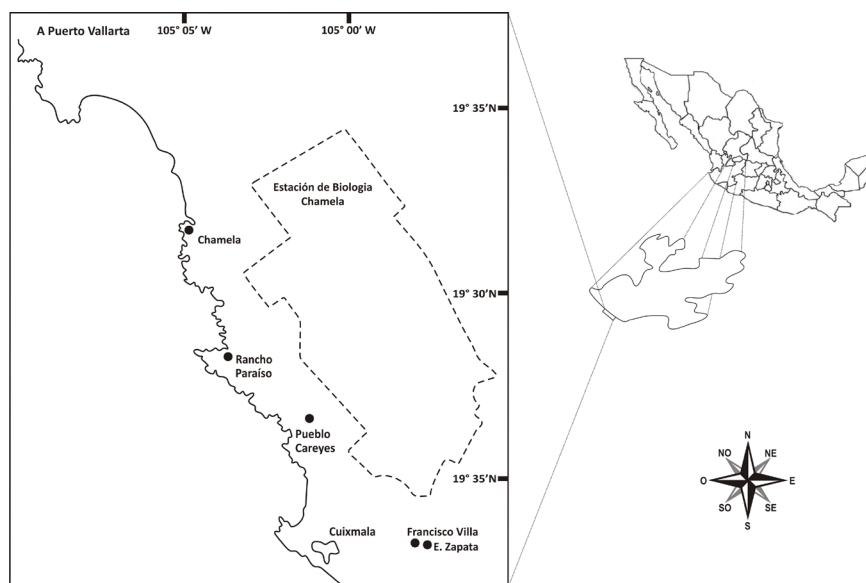 A Puerto Vallarta
105° 05' W
105° 00' W
19° 35'N
Estación de Biologia
Chamela
Chamela
19° 30'N
Rancho
Paraíso
Pueblo
Careyes
19° 35'N
Cuixmala
Francisco Villa
E. Zapata
N
NO
NE
O
E
SO
SE
S